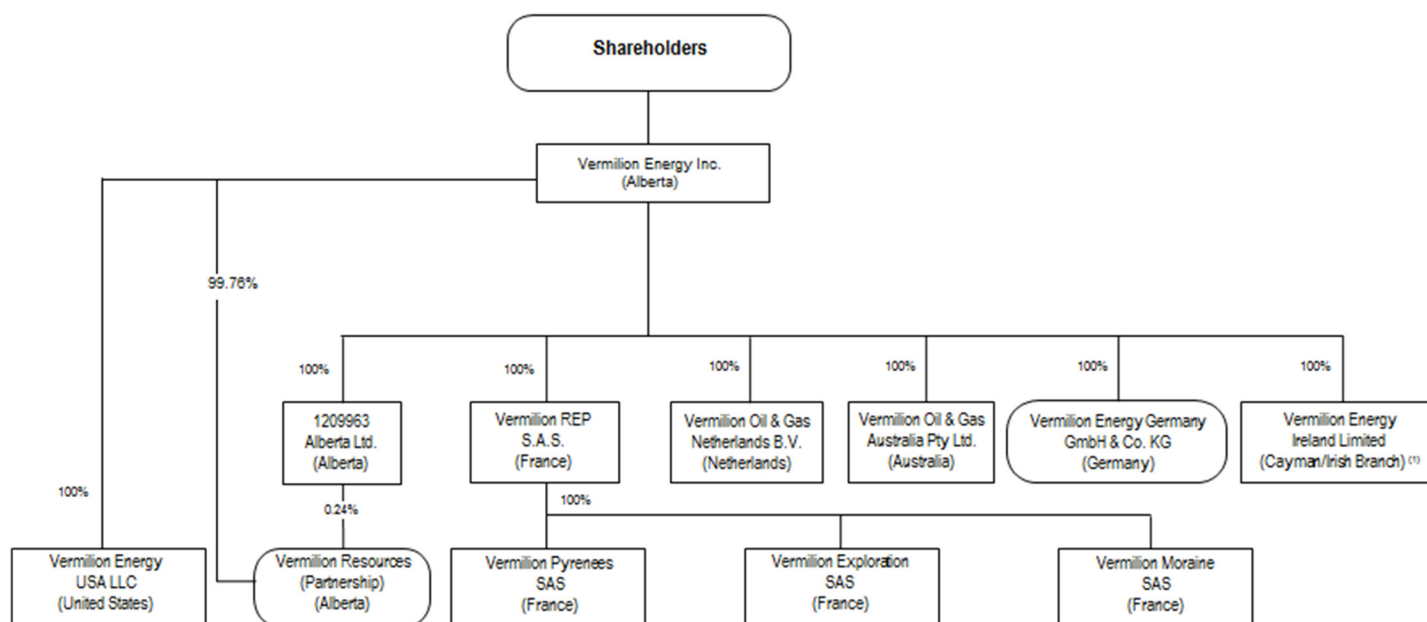 Shareholders
Vermilion Energy Inc.
(Alberta)
99.76%
100%
100%
100%
100%
100%
100%
1209963
Alberta Ltd.
(Alberta)
Vermilion REP
S.A.S.
(France)
Vermilion Oil & Gas
Netherlands B.V.
(Netherlands)
Vermilion Oil & Gas
Australia Pty Ltd.
(Australia)
Vermilion Energy Germany
GmbH & Co. KG
(Germany)
Vermilion Energy
Ireland Limited
(Cayman/Irish Branch) (1)
100%
0.24%
100%
Vermilion Energy
USA LLC
(United States)
Vermilion Resources
(Partnership)
(Alberta)
Vermilion Pyrenees
SAS
(France)
Vermilion Exploration
SAS
(France)
Vermilion Moraine
SAS
(France)